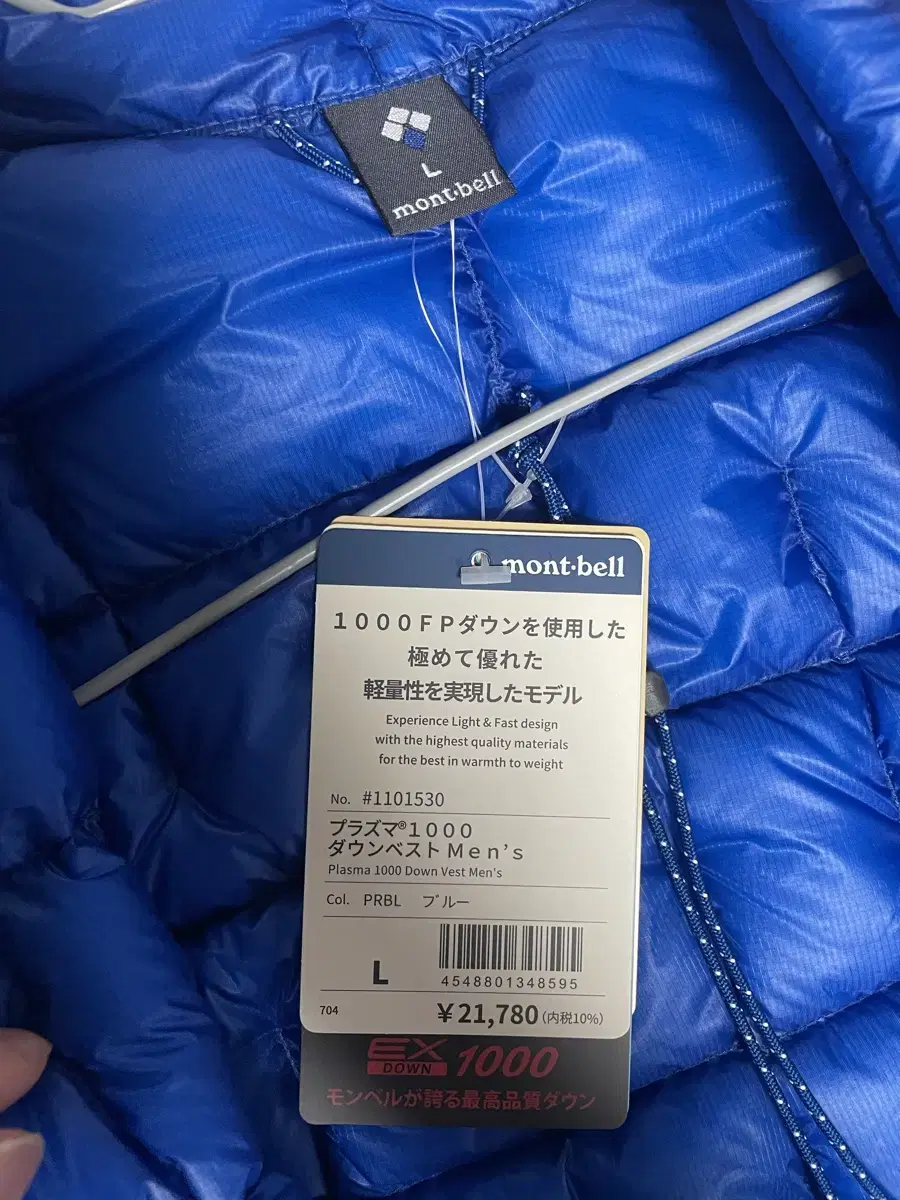 L
mont·bell
mont·bell
1000FPダウンを使用した
極めて優れた
軽量性を実現したモデル
Experience Light & Fast design
with the highest quality materials
for the best in warmth to weight
No. #1101530
プラズマ®1000
ダウンベストMen's
Plasma 1000 Down Vest Men's
Col. PRBL ブルー
L
4548801348595
704 ¥21,780(内税10%)
EX DOWN 1000
モンベルが誇る最高品質ダウン